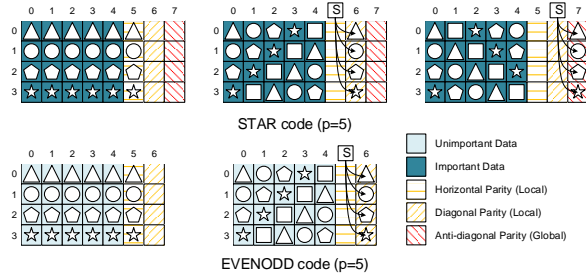 0 1 2 3 4 5 6 7
0
1
2
3
S
0 1 2 3 4 6
0
1
2
3
S
0 1 2 3 4 5 7
0
1
2
3
STAR code (p=5)
0 1 2 3 4 5 6
0
1
2
3
S
0 1 2 3 4 6
0
1
2
3
EVENODD code (p=5)
Unimportant Data
Important Data
Horizontal Parity (Local)
Diagonal Parity (Local)
Anti-diagonal Parity (Global)